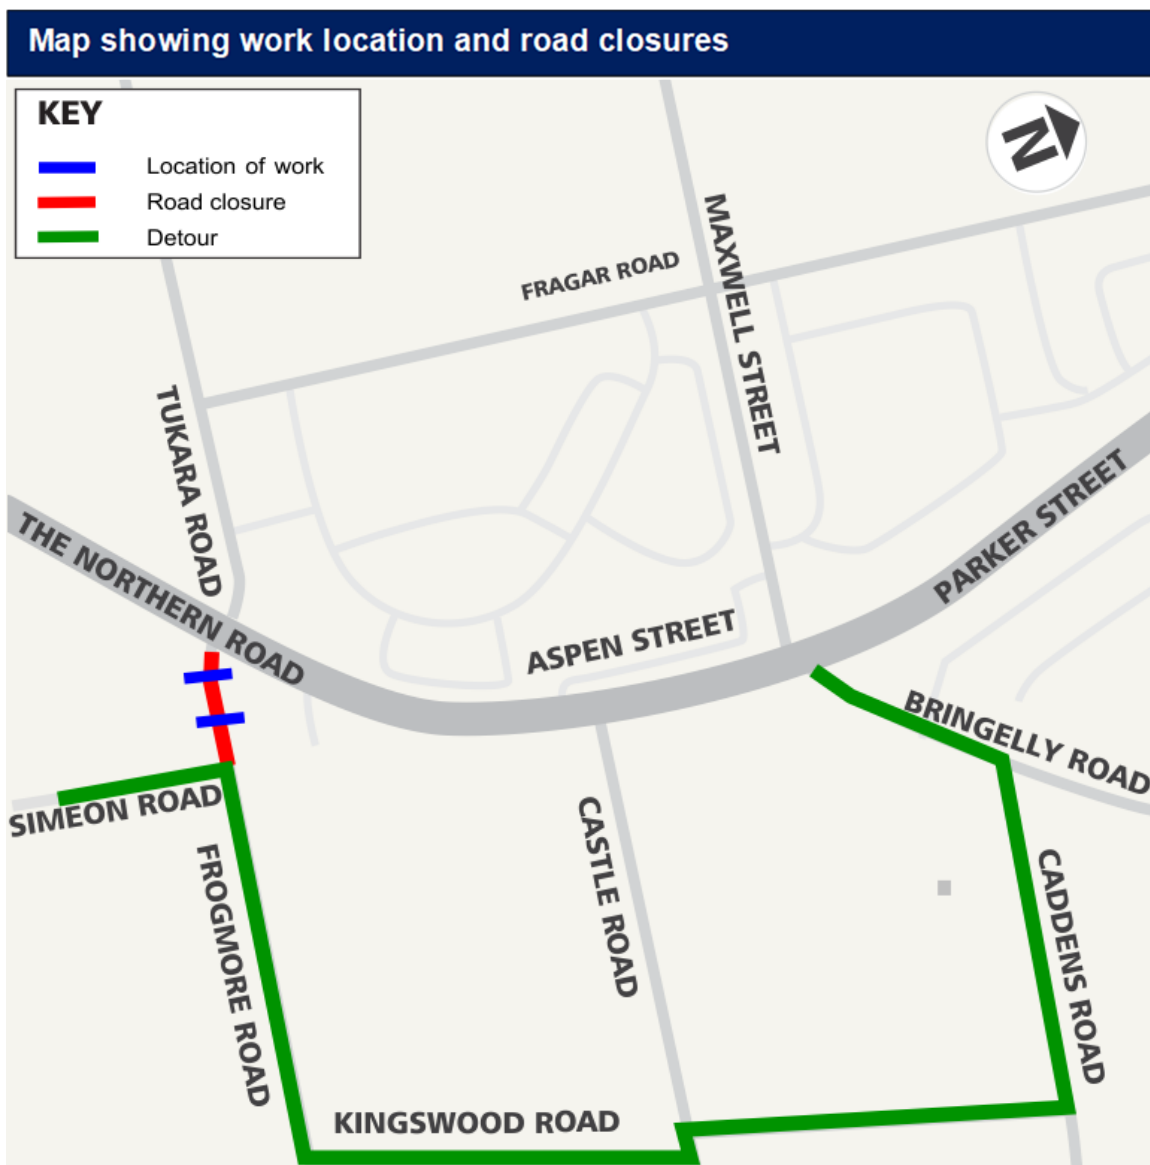 Map showing work location and road closures
KEY
Location of work
Road closure
Detour
N
MAXWELL STREET
FRAGAR ROAD
TUKARA ROAD
THE NORTHERN ROAD
PARKER STREET
ASPEN STREET
BRINGELLY ROAD
SIMEON ROAD
CASTLE ROAD
FROGMORE ROAD
CADDENS ROAD
KINGSWOOD ROAD